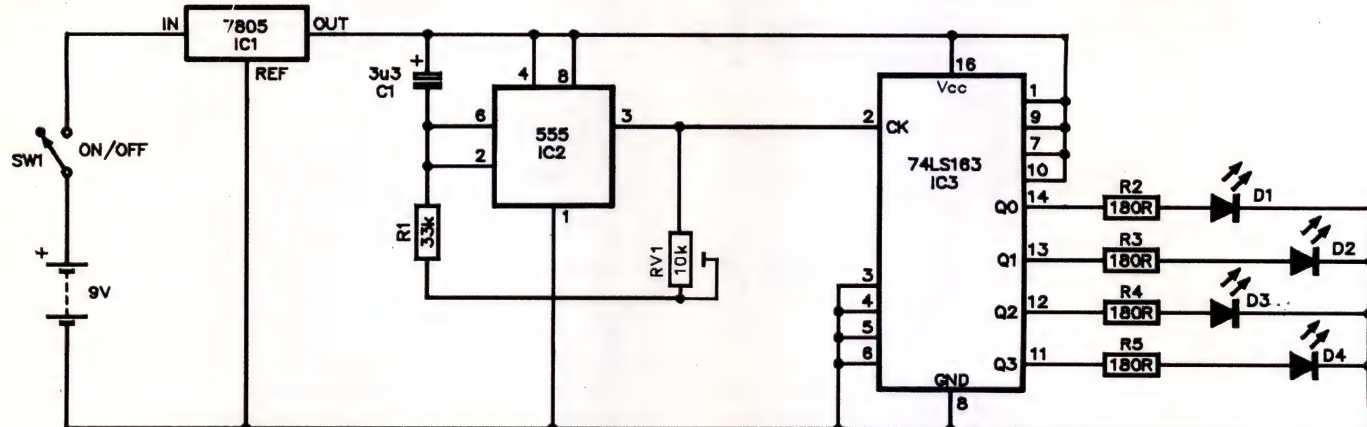 IN
7805
IC1
OUT
REF
SW1
ON/OFF
+
9V
3u3
C1
+
R1
33k
4
8
6
2
555
IC2
3
1
RV1
10k
16
Vcc
2
CK
74LS163
IC3
1
9
7
10
Q0
14
R2
180R
D1
Q1
13
R3
180R
D2
Q2
12
R4
180R
D3
Q3
11
R5
180R
D4
3
4
5
6
GND
8